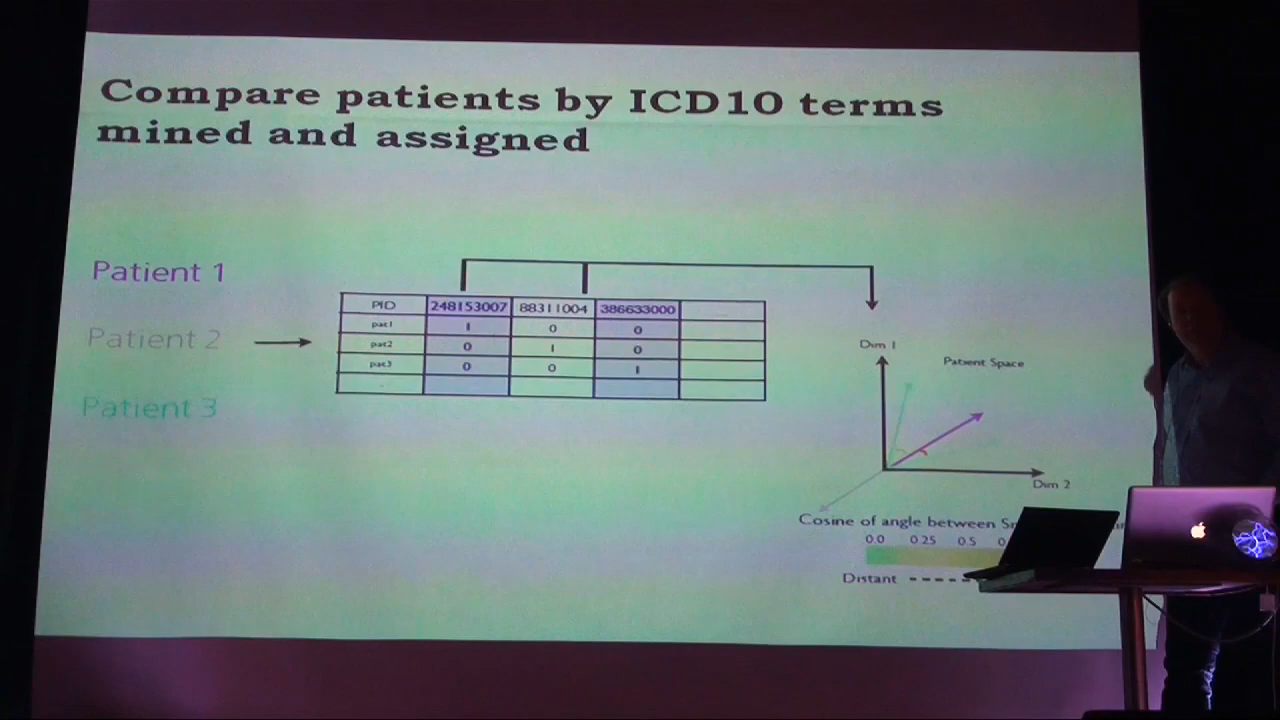 Compare patients by ICD10 terms
mined and assigned
Patient 1
Patient 2
Patient 3
PID 248153007 88311004 386633000
pat1 1 0 0
pat2 0 1 0
pat3 0 0 1
Dim 1
Patient Space
Dim 2
Cosine of angle between
0.0 0.25 0.5
Distant